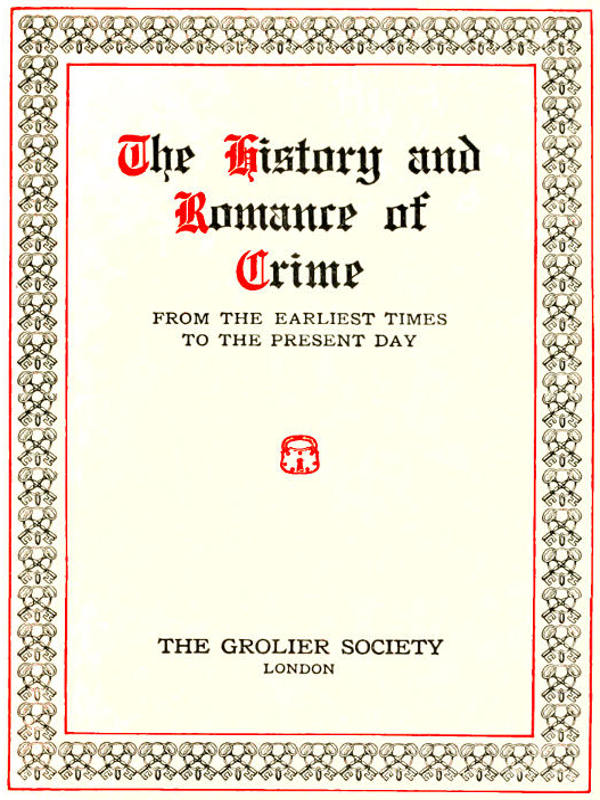 The History and
Romance of
Crime
FROM THE EARLIEST TIMES
TO THE PRESENT DAY
THE GROLIER SOCIETY
LONDON